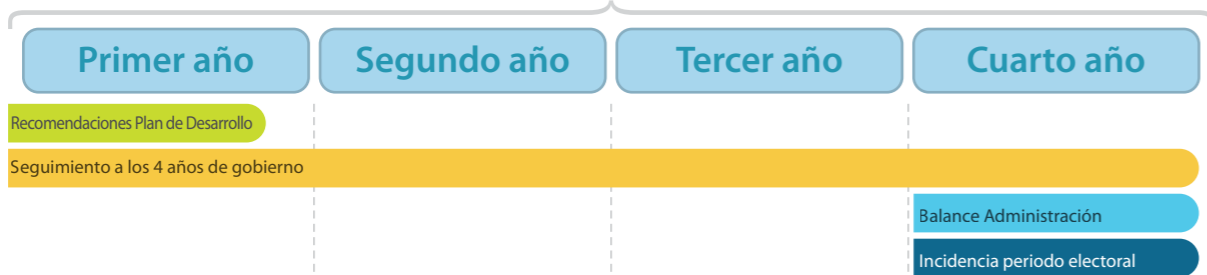 Primer año
Segundo año
Tercer año
Cuarto año
Recomendaciones Plan de Desarrollo
Seguimiento a los 4 años de gobierno
Balance Administración
Incidencia periodo electoral